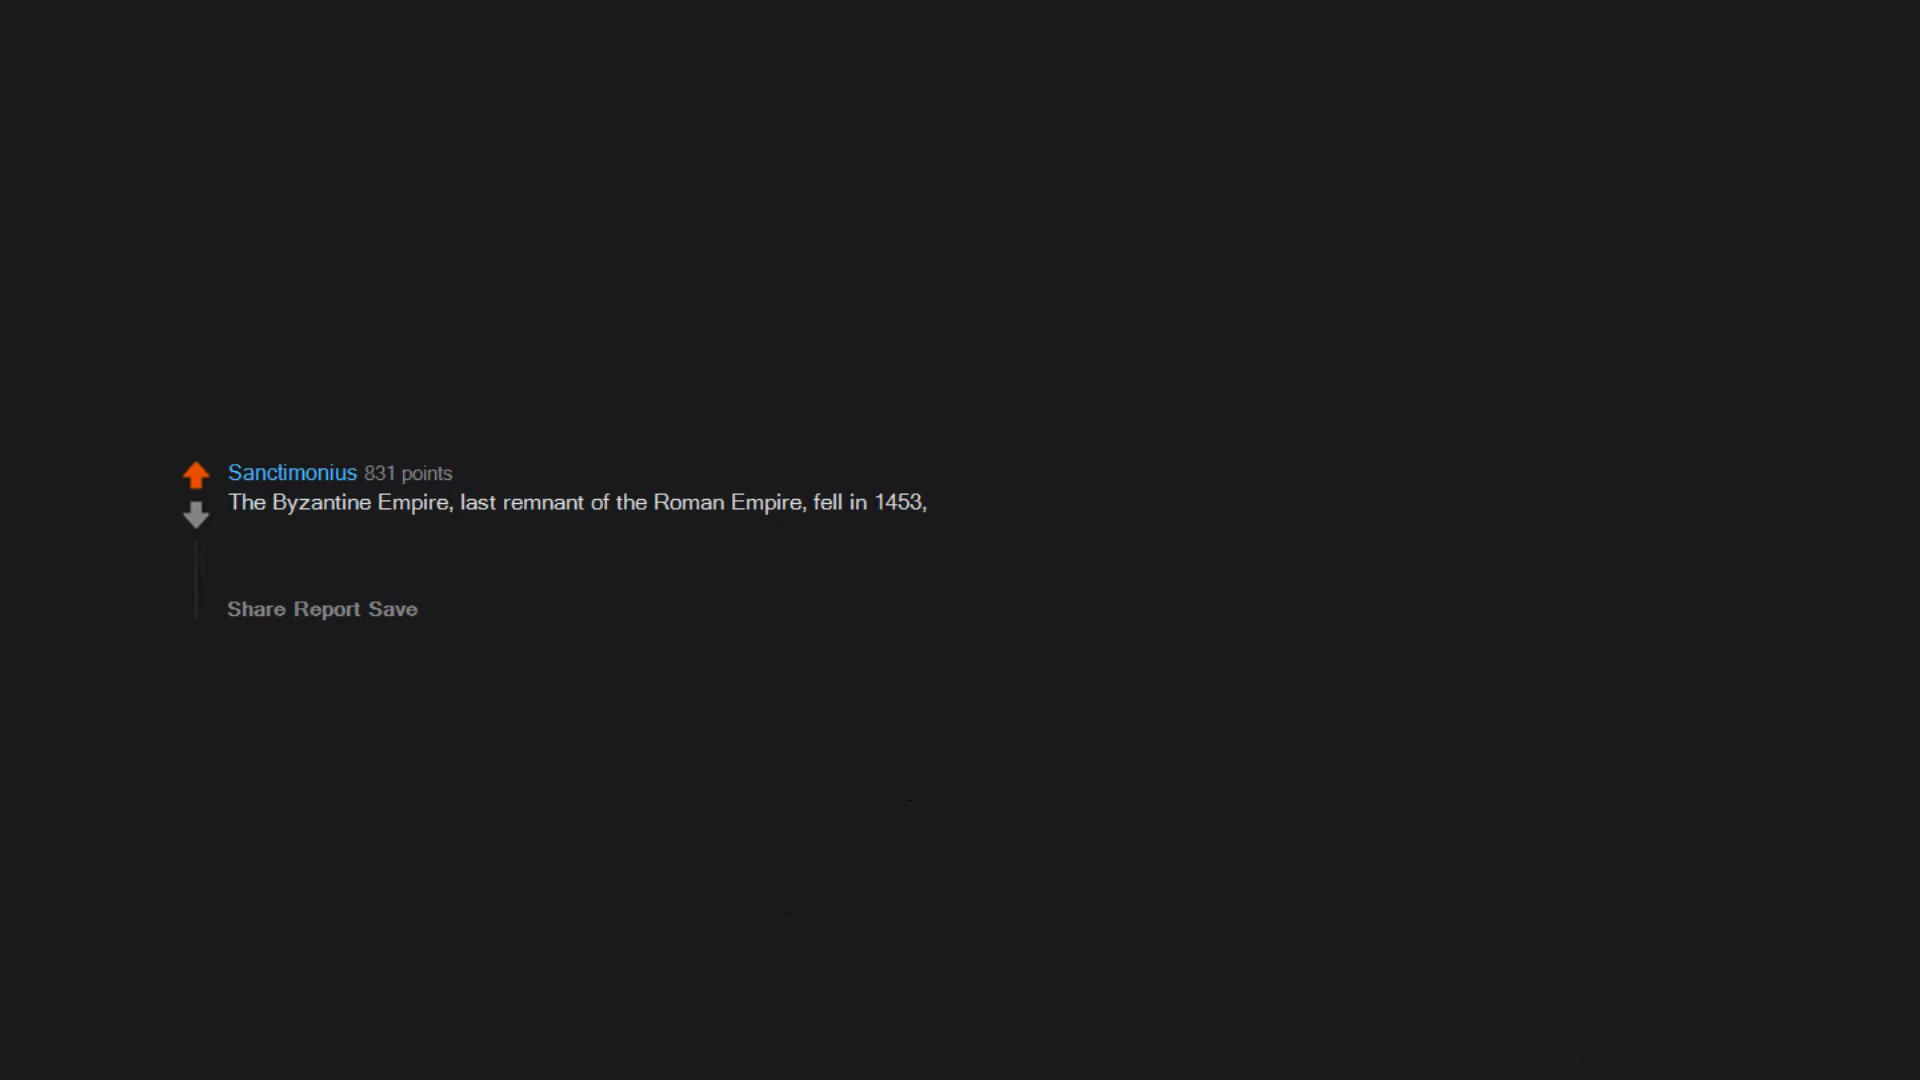 Sanctimonius 831 points
The Byzantine Empire, last remnant of the Roman Empire, fell in 1453,
Share Report Save